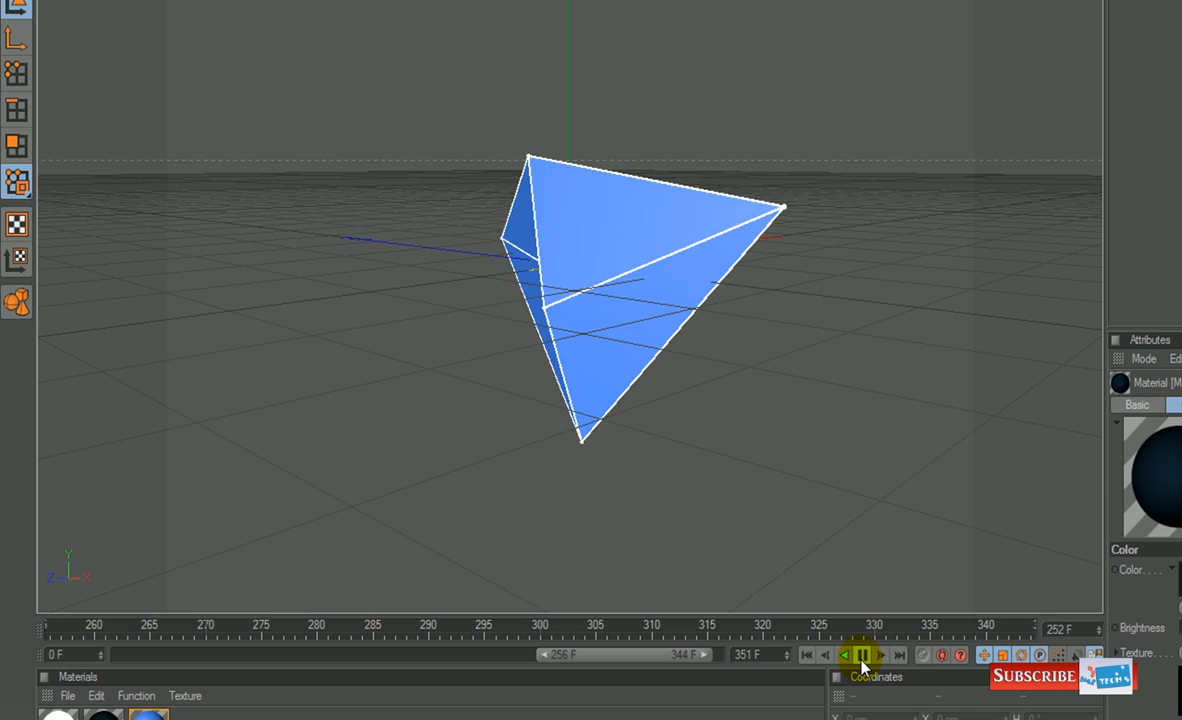 Attributes
Mode Ed
Material [M
Basic
Color
Color. . . .
Brightness
Texture. . . .
Y
Z X
260 265 270 275 280 285 290 295 300 305 310 315 320 325 330 335 340
252 F
0 F 256 F 344 F 351 F
Materials
Coordinates
File Edit Function Texture
SUBSCRIBE